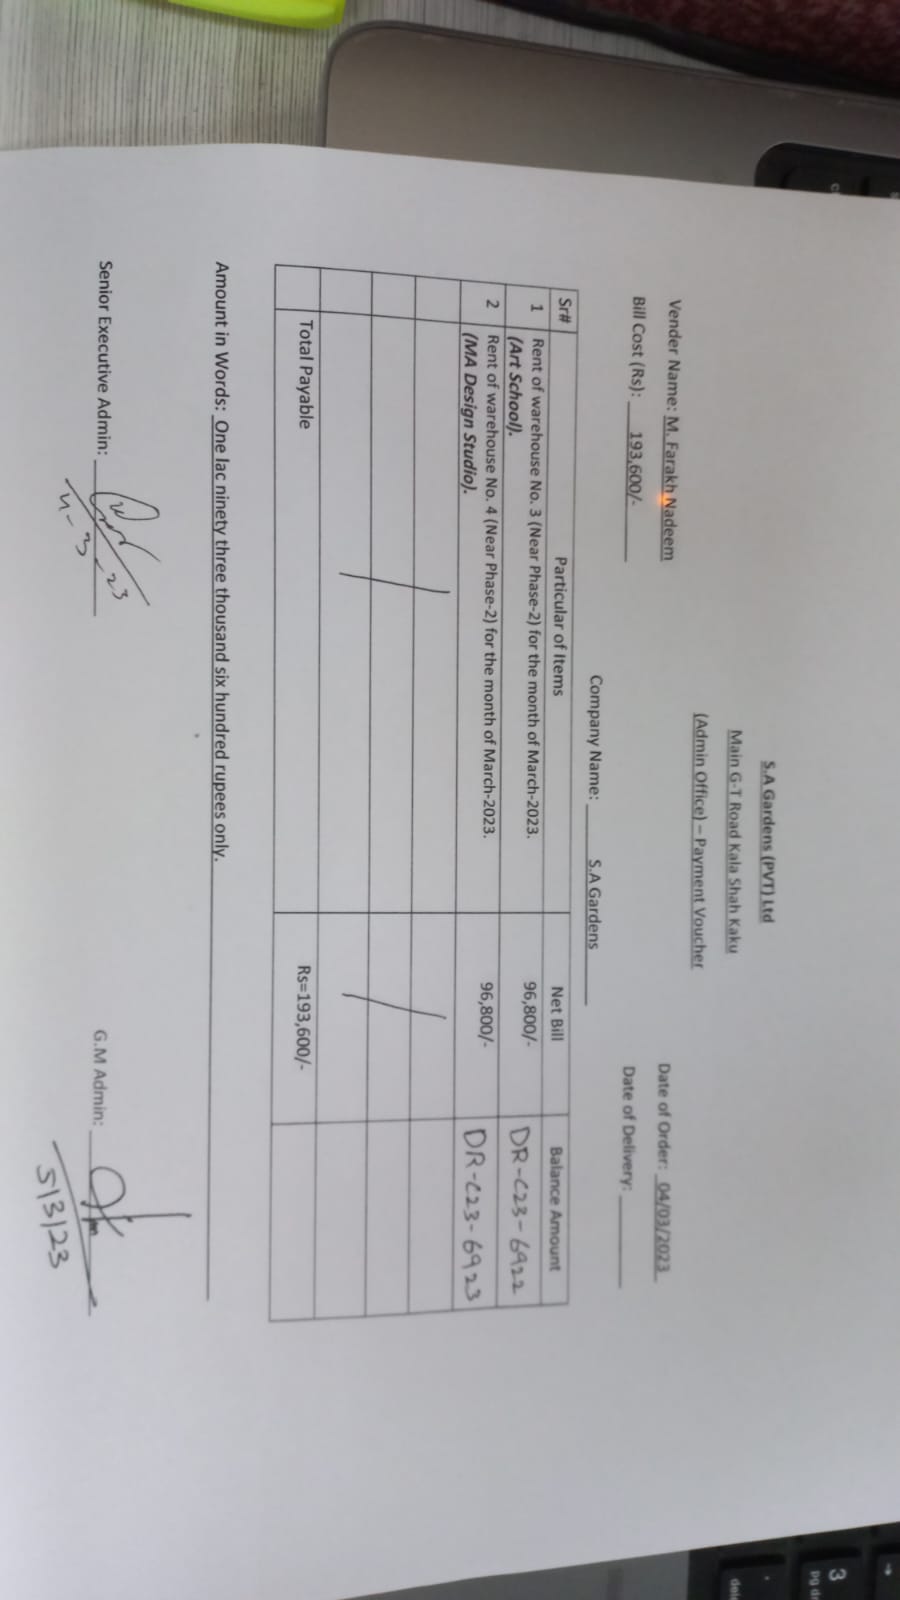 S.A Gardens (PVT) Ltd
Main G-T Road Kala Shah Kaku
(Admin Office) – Payment Voucher
Vender Name: M. Farakh Nadeem Date of Order: 04/03/2023
Bill Cost (Rs): 193,600/- Date of Delivery:
Company Name: S.A Gardens
Sr# Particular of Items Net Bill Balance Amount
1 Rent of warehouse No. 3 (Near Phase-2) for the month of March-2023. 96,800/- DR-C23-6922
(Art School).
2 Rent of warehouse No. 4 (Near Phase-2) for the month of March-2023. 96,800/- DR-C23-6923
(MA Design Studio).
Total Payable Rs=193,600/-
Amount in Words: One lac ninety three thousand six hundred rupees only.
Senior Executive Admin: G.M Admin:
4-3-23 5/3/23
3
pg